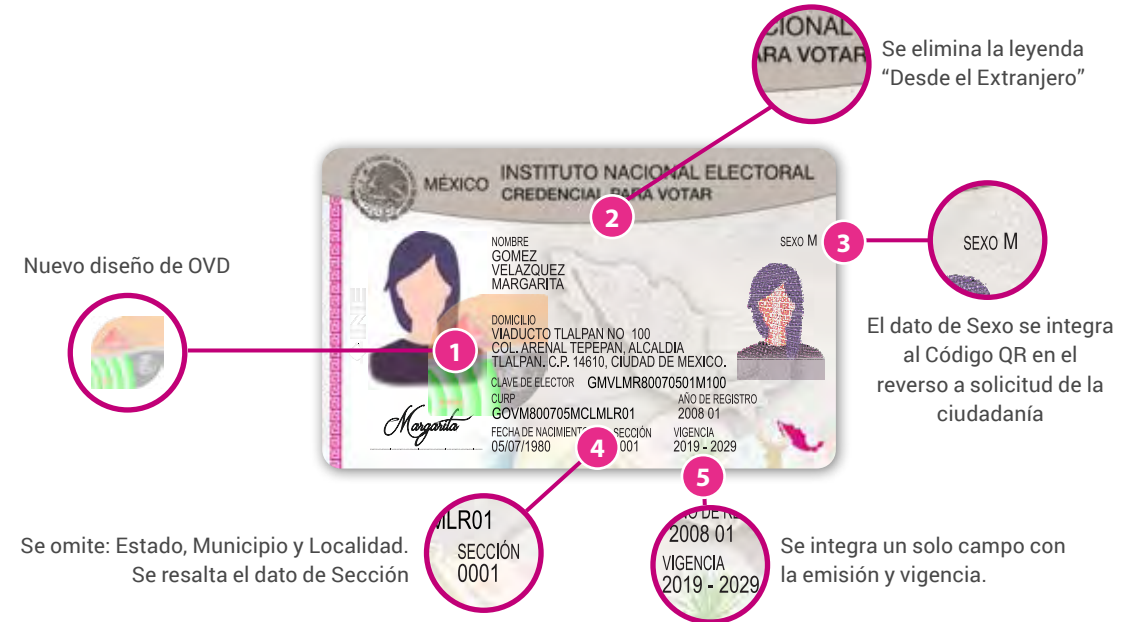 CIONAL
ARA VOTAR
Se elimina la leyenda
“Desde el Extranjero”
MÉXICO
INSTITUTO NACIONAL ELECTORAL
CREDENCIAL PARA VOTAR
2
NOMBRE
GOMEZ
VELAZQUEZ
MARGARITA
SEXO M
3
SEXO M
El dato de Sexo se integra
al Código QR en el
reverso a solicitud de la
ciudadanía
Nuevo diseño de OVD
1
INE
DOMICILIO
VIADUCTO TLALPAN NO 100
COL. ARENAL TEPEPAN, ALCALDIA
TLALPAN. C.P. 14610, CIUDAD DE MEXICO.
CLAVE DE ELECTOR GMVLMR80070501M100
CURP
GOVM800705MCLMLR01
AÑO DE REGISTRO
2008 01
Margarita
FECHA DE NACIMIENTO
05/07/1980
4
SECCIÓN
001
VIGENCIA
2019 - 2029
5
MLR01
SECCIÓN
0001
Se omite: Estado, Municipio y Localidad.
Se resalta el dato de Sección
2008 01
VIGENCIA
2019 - 2029
Se integra un solo campo con
la emisión y vigencia.